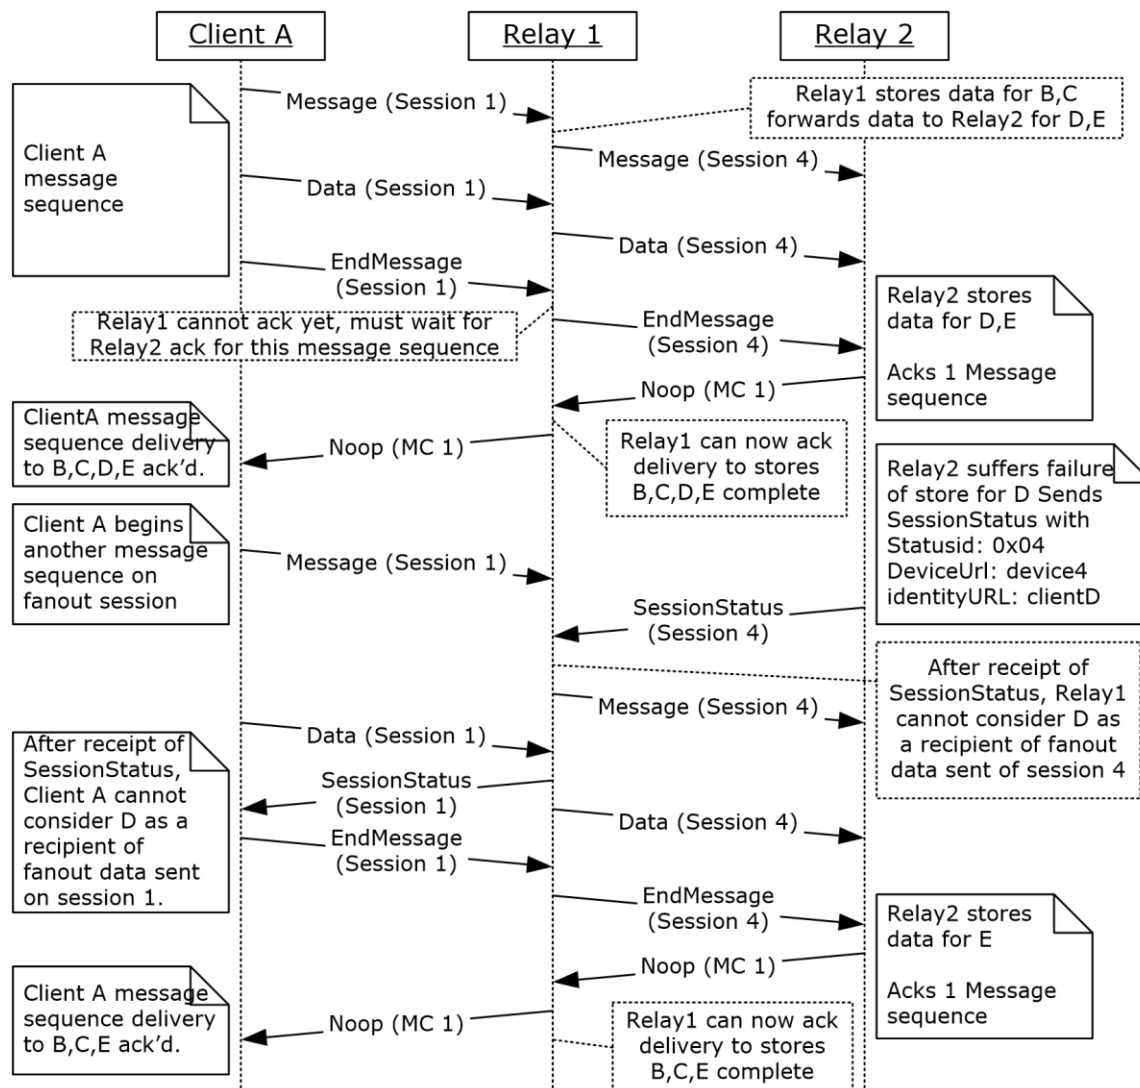 Client A
Relay 1
Relay 2
Client A
message
sequence
Message (Session 1)
Relay1 stores data for B,C
forwards data to Relay2 for D,E
Message (Session 4)
Data (Session 1)
Data (Session 4)
EndMessage
(Session 1)
Relay1 cannot ack yet, must wait for
Relay2 ack for this message sequence
EndMessage
(Session 4)
Relay2 stores
data for D,E
Acks 1 Message
sequence
Noop (MC 1)
ClientA message
sequence delivery
to B,C,D,E ack’d.
Noop (MC 1)
Relay1 can now ack
delivery to stores
B,C,D,E complete
Relay2 suffers failure
of store for D Sends
SessionStatus with
Statusid: 0x04
DeviceUrl: device4
identityURL: clientD
Client A begins
another message
sequence on
fanout session
Message (Session 1)
SessionStatus
(Session 4)
After receipt of
SessionStatus, Relay1
cannot consider D as
a recipient of fanout
data sent of session 4
Message (Session 4)
Data (Session 1)
After receipt of
SessionStatus,
Client A cannot
consider D as a
recipient of
fanout data sent
on session 1.
SessionStatus
(Session 1)
Data (Session 4)
EndMessage
(Session 1)
EndMessage
(Session 4)
Relay2 stores
data for E
Acks 1 Message
sequence
Noop (MC 1)
Client A message
sequence delivery
to B,C,E ack’d.
Noop (MC 1)
Relay1 can now ack
delivery to stores
B,C,E complete